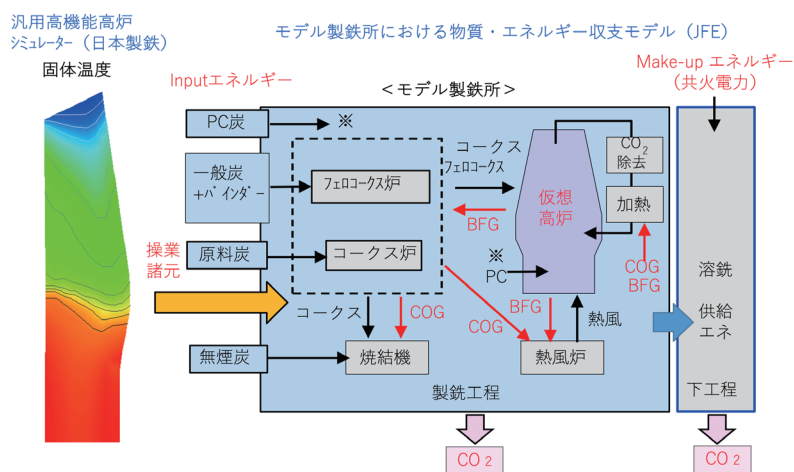 汎用高機能高炉
シミュレーター（日本製鉄）
固体温度
モデル製鉄所における物質・エネルギー収支モデル（JFE）
Inputエネルギー
＜モデル製鉄所＞
Make-up エネルギー
（共火電力）
PC炭
※
一般炭
+ﾊﾞｲﾝﾀﾞｰ
原料炭
無煙炭
操業
諸元
フェロコークス炉
コークス炉
コークス
フェロコークス
BFG
※
PC
仮想
高炉
CO2
除去
加熱
COG
BFG
コークス
COG
COG
BFG
熱風
焼結機
熱風炉
製銑工程
溶銑
供給
エネ
下工程
CO2
CO2